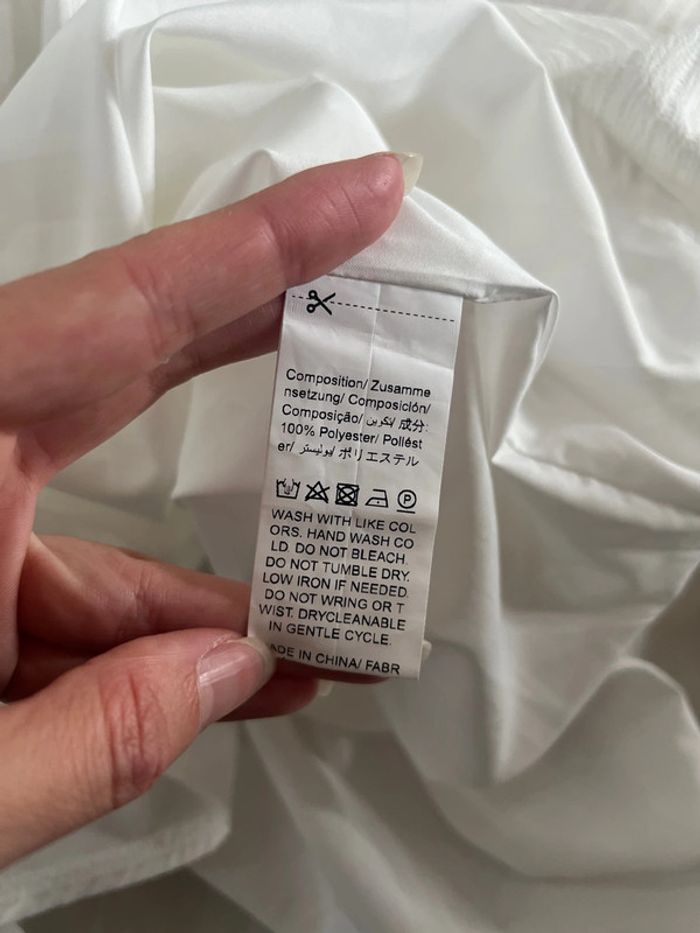 Composition/ Zusamme
nsetzung/ Composición/
Composição/ تكوين/ 成分:
100% Polyester/ Poliést
er/ بوليستر/ ポリエステル
P
WASH WITH LIKE COL
ORS. HAND WASH CO
LD. DO NOT BLEACH.
DO NOT TUMBLE DRY.
LOW IRON IF NEEDED.
DO NOT WRING OR T
WIST. DRYCLEANABLE
IN GENTLE CYCLE.
ADE IN CHINA/ FABR